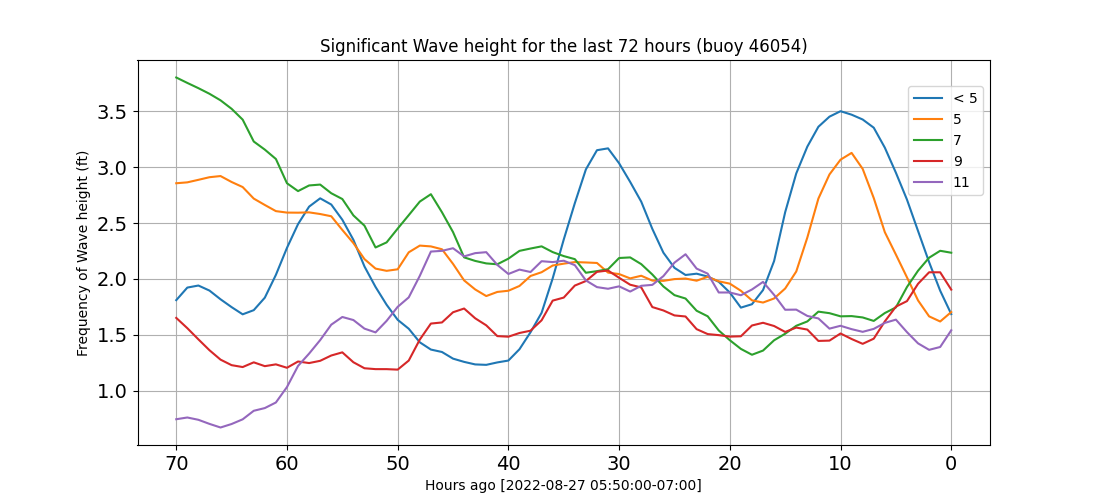 Significant Wave height for the last 72 hours (buoy 46054)
Frequency of Wave height (ft)
3.5
3.0
2.5
2.0
1.5
1.0
< 5
5
7
9
11
70 60 50 40 30 20 10 0
Hours ago [2022-08-27 05:50:00-07:00]